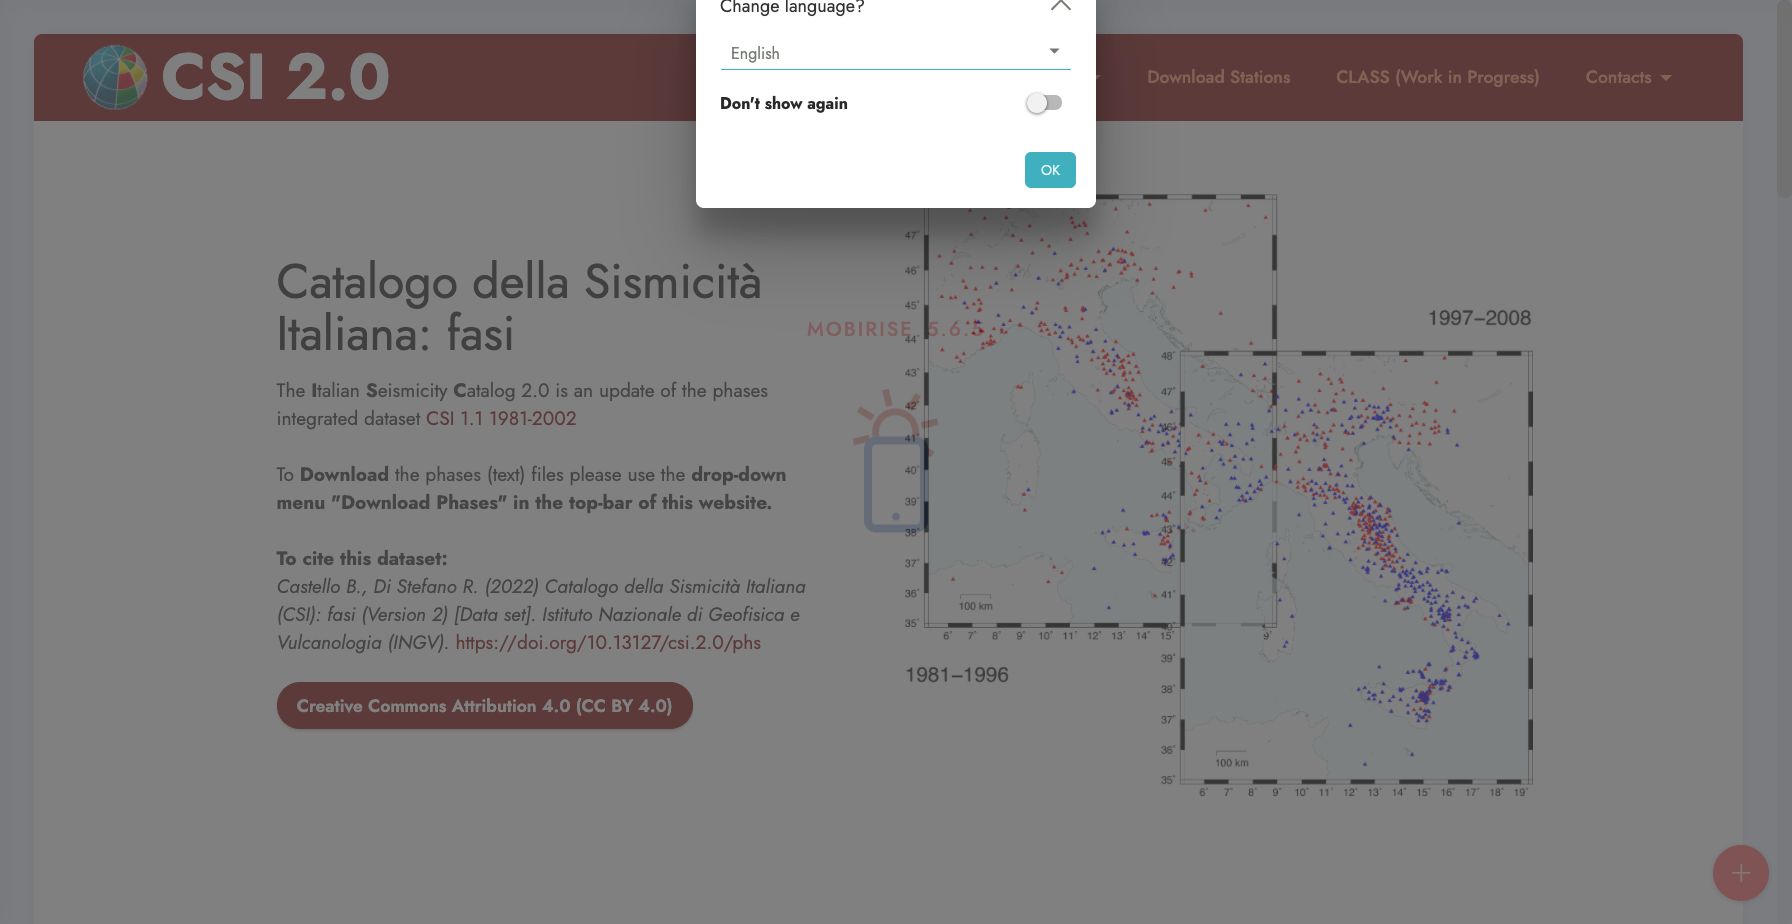 Change language?
English
Don't show again
OK
CSI 2.0
Download Stations
CLASS (Work in Progress)
Contacts
Catalogo della Sismicità
Italiana: fasi
The Italian Seismicity Catalog 2.0 is an update of the phases
integrated dataset CSI 1.1 1981-2002
To Download the phases (text) files please use the drop-down
menu "Download Phases" in the top-bar of this website.
To cite this dataset:
Castello B., Di Stefano R. (2022) Catalogo della Sismicità Italiana
(CSI): fasi (Version 2) [Data set]. Istituto Nazionale di Geofisica e
Vulcanologia (INGV). https://doi.org/10.13127/csi.2.0/phs
Creative Commons Attribution 4.0 (CC BY 4.0)
MOBIRISE 5.6.5
47°
46°
45°
44°
43°
42°
41°
40°
39°
38°
37°
36°
35°
100 km
6° 7° 8° 9° 10° 11° 12° 13° 14° 15°
9°
1981–1996
1997–2008
48°
47°
46°
45°
44°
43°
42°
41°
40°
39°
38°
37°
36°
35°
100 km
6° 7° 8° 9° 10° 11° 12° 13° 14° 15° 16° 17° 18° 19°